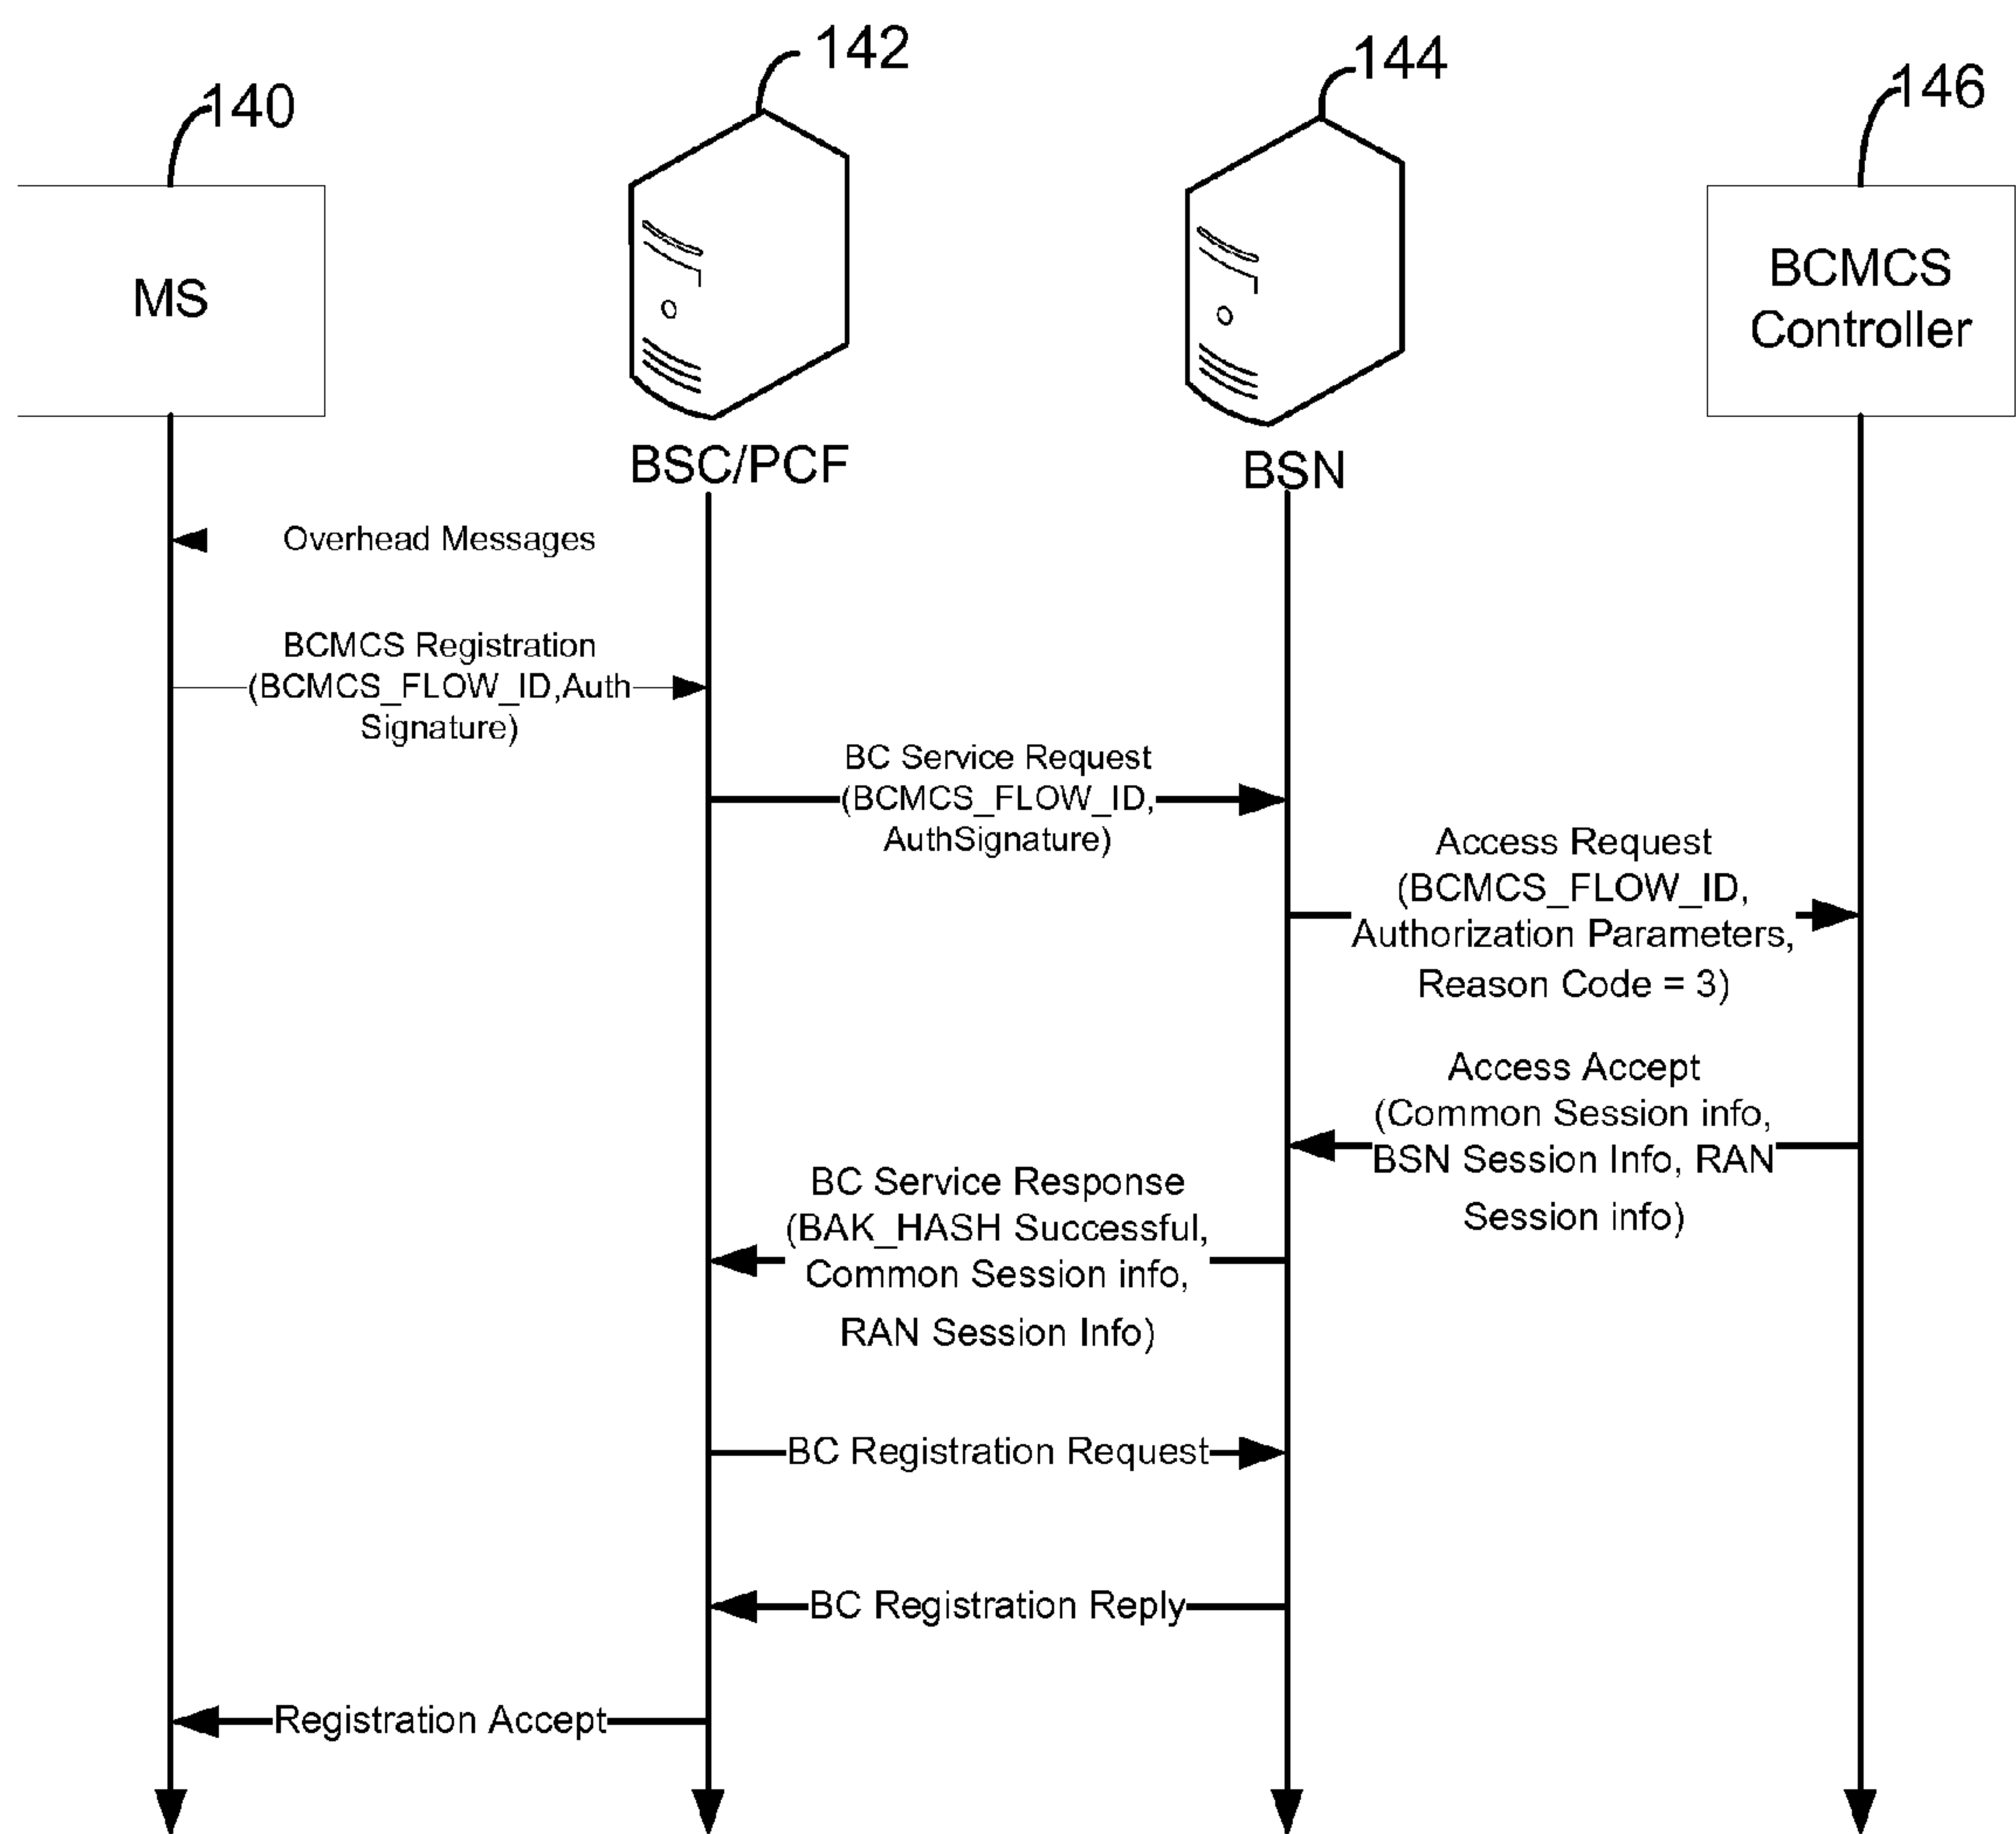 140
142
144
146
MS
BSC/PCF
BSN
BCMCS
Controller
Overhead Messages
BCMCS Registration
(BCMCS_FLOW_ID,Auth
Signature)
BC Service Request
(BCMCS_FLOW_ID,
AuthSignature)
Access Request
(BCMCS_FLOW_ID,
Authorization Parameters,
Reason Code = 3)
Access Accept
(Common Session info,
BSN Session Info, RAN
Session info)
BC Service Response
(BAK_HASH Successful,
Common Session info,
RAN Session Info)
BC Registration Request
BC Registration Reply
Registration Accept